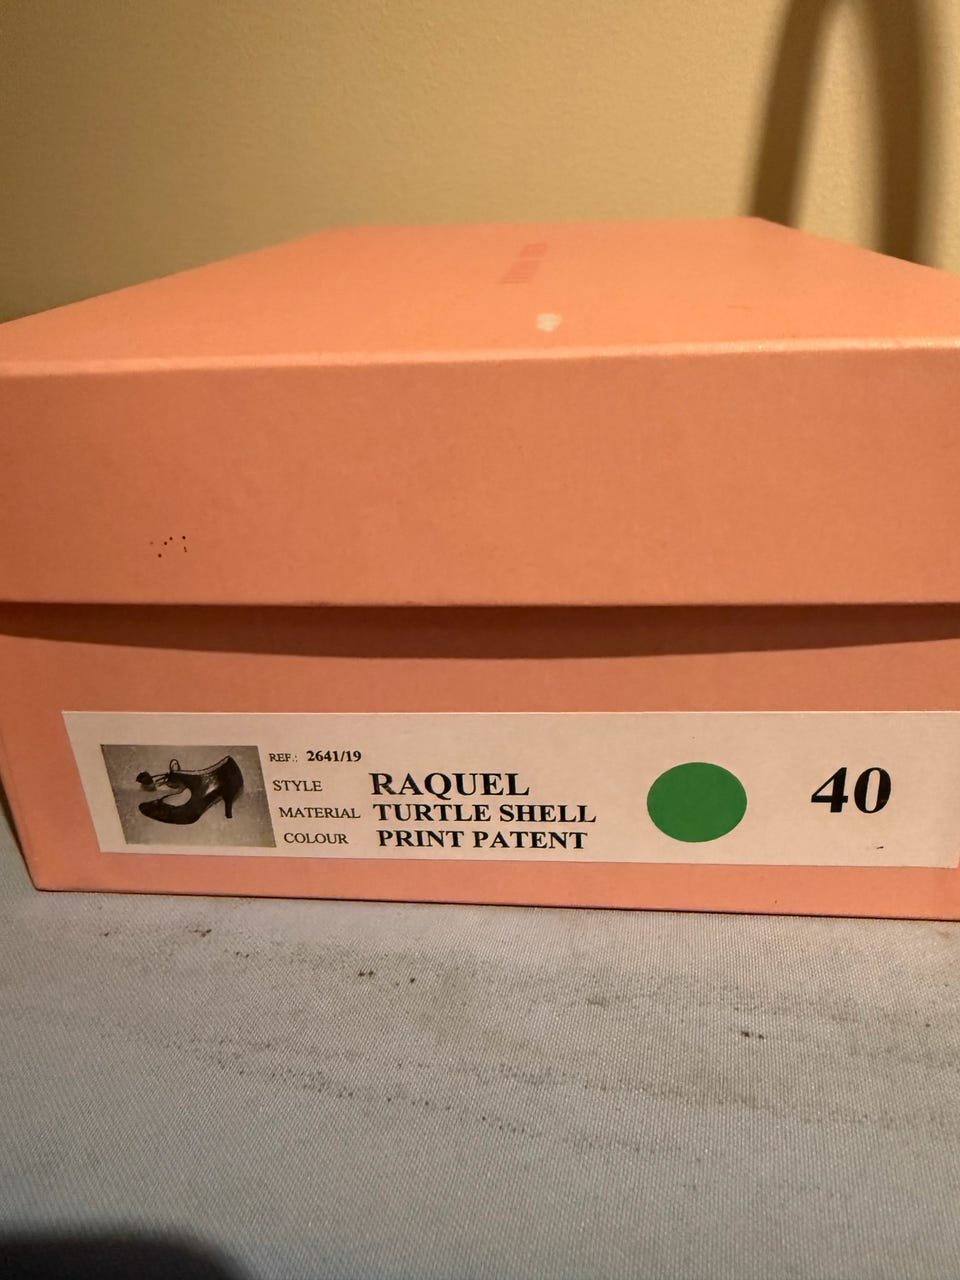 REF.: 2641/19
STYLE RAQUEL
MATERIAL TURTLE SHELL
COLOUR PRINT PATENT
40